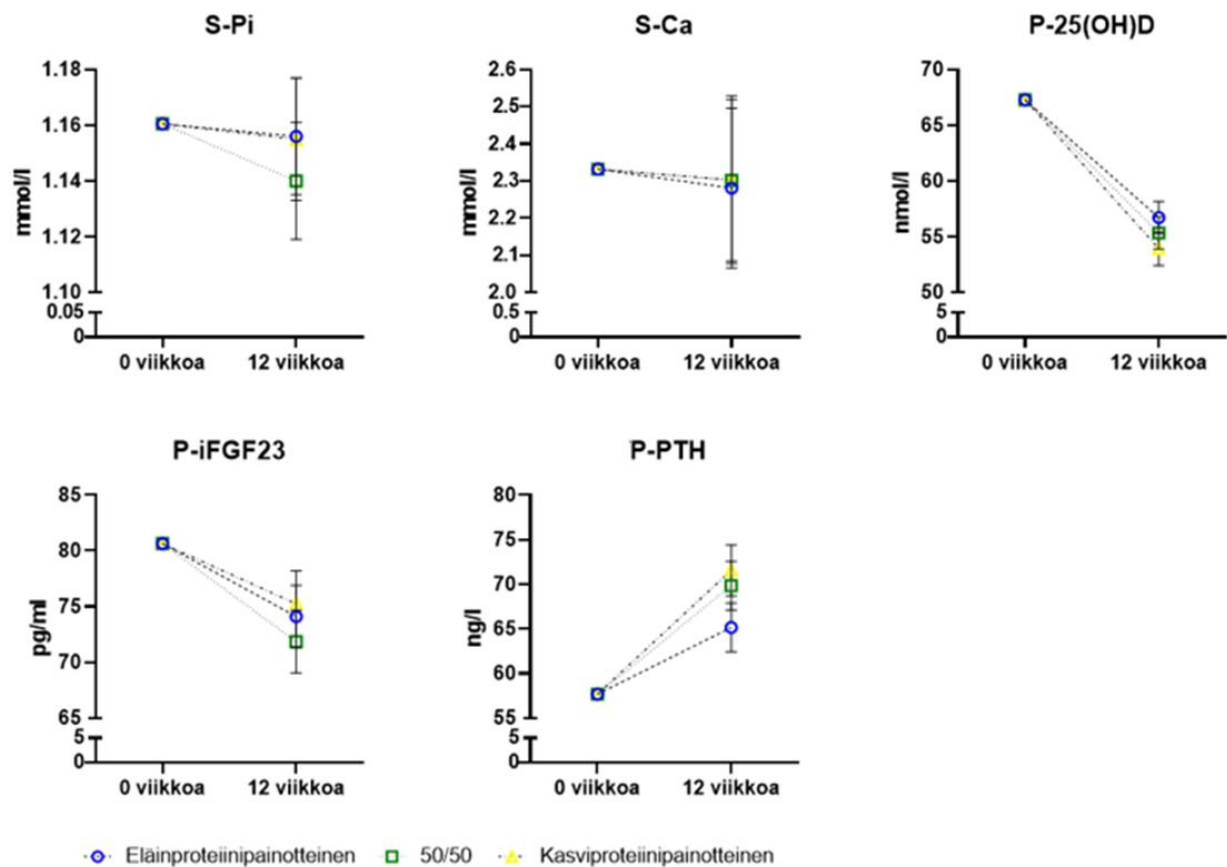 S-Pi
mmol/l
1.18
1.16
1.14
1.12
1.10
0.05
0
0 viikkoa 12 viikkoa
S-Ca
mmol/l
2.6
2.5
2.4
2.3
2.2
2.1
2.0
0.5
0
0 viikkoa 12 viikkoa
P-25(OH)D
nmol/l
70
65
60
55
50
5
0
0 viikkoa 12 viikkoa
P-iFGF23
pg/ml
85
80
75
70
65
5
0
0 viikkoa 12 viikkoa
P-PTH
ng/l
80
75
70
65
60
55
5
0
0 viikkoa 12 viikkoa
Eläinproteiinipainotteinen 50/50 Kasviproteiinipainotteinen